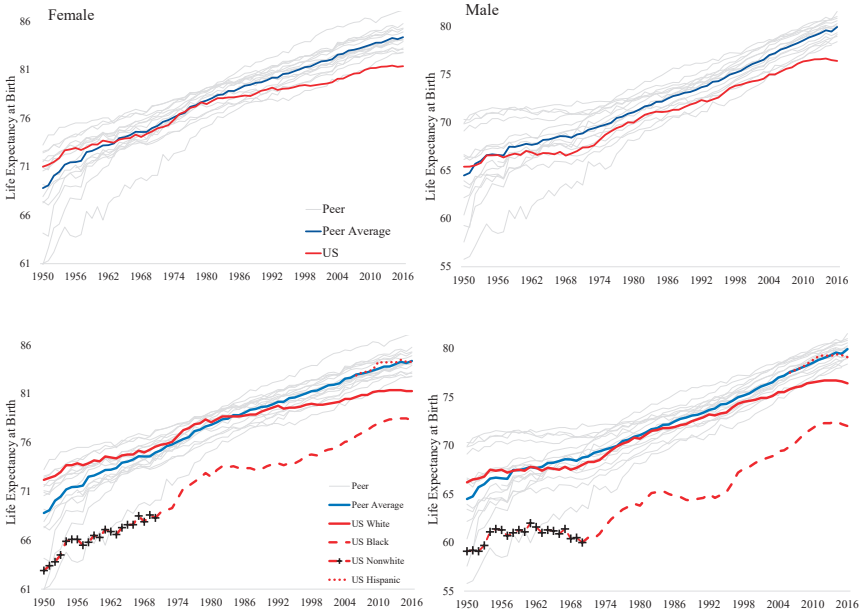 Female
Life Expectancy at Birth
86
81
76
71
66
61
Peer
Peer Average
US
1950 1956 1962 1968 1974 1980 1986 1992 1998 2004 2010 2016
Male
Life Expectancy at Birth
80
75
70
65
60
55
1950 1956 1962 1968 1974 1980 1986 1992 1998 2004 2010 2016
Life Expectancy at Birth
86
81
76
71
66
61
Peer
Peer Average
US White
US Black
US Nonwhite
US Hispanic
1950 1956 1962 1968 1974 1980 1986 1992 1998 2004 2010 2016
Life Expectancy at Birth
80
75
70
65
60
55
1950 1956 1962 1968 1974 1980 1986 1992 1998 2004 2010 2016